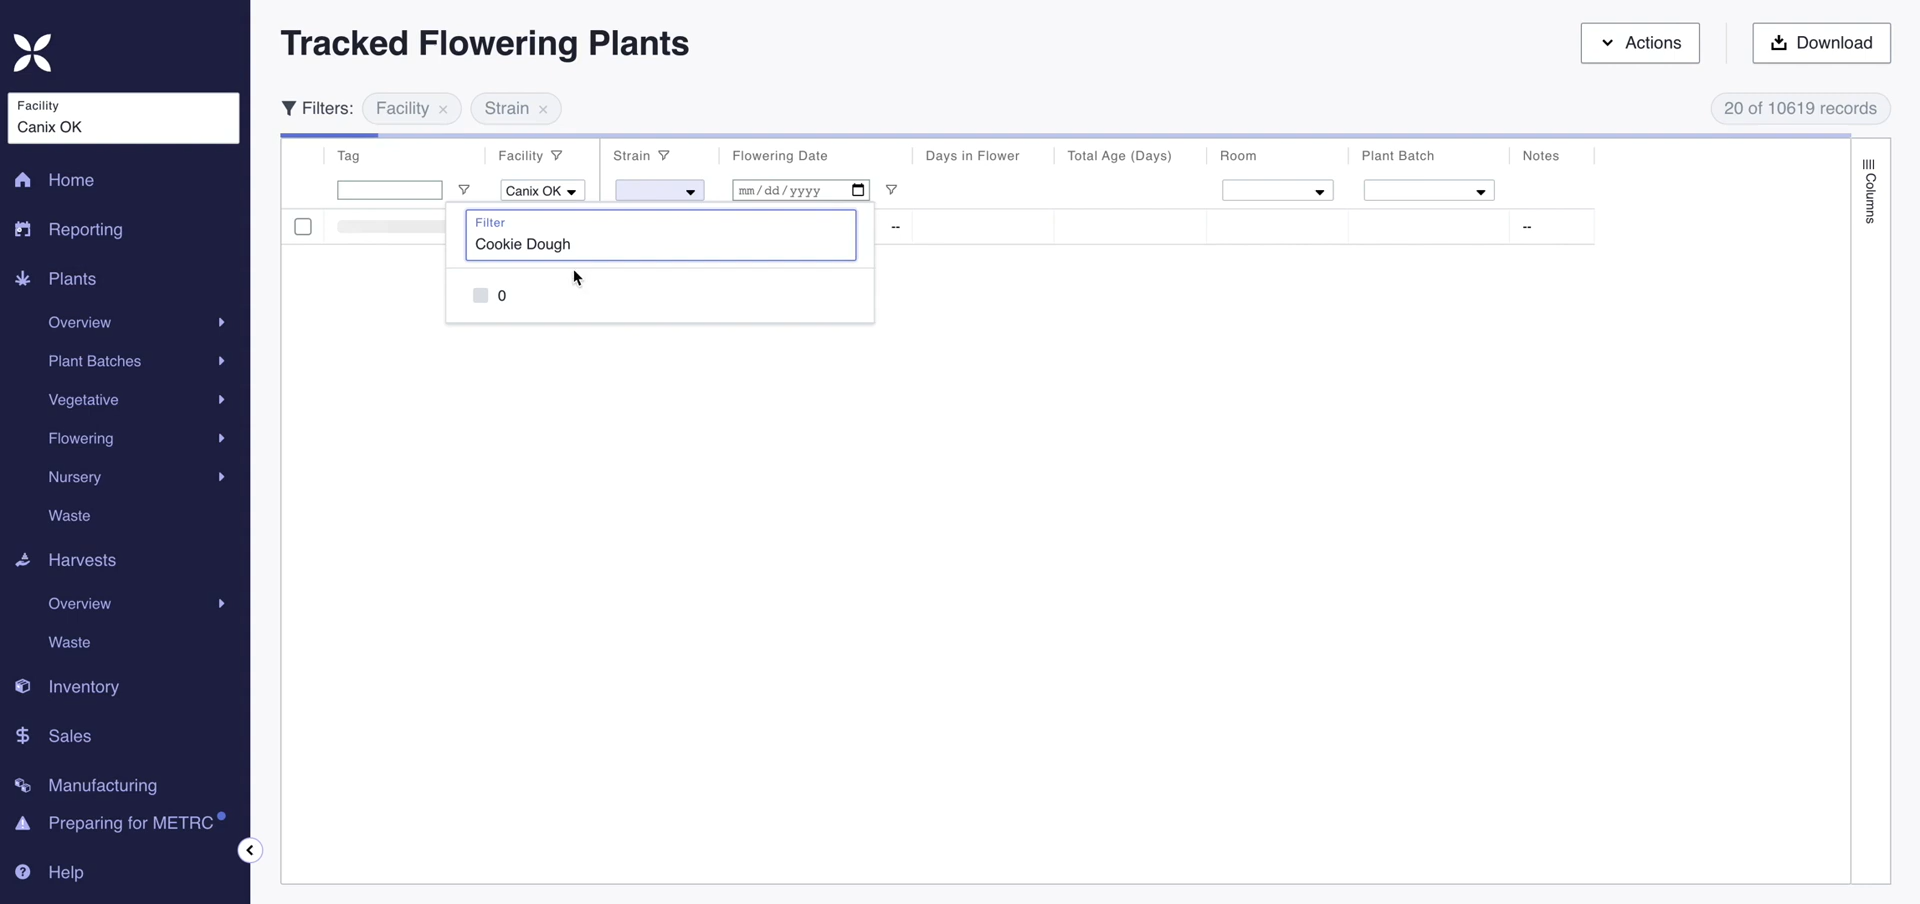 Facility
Canix OK
Home
Reporting
Plants
Overview
Plant Batches
Vegetative
Flowering
Nursery
Waste
Harvests
Overview
Waste
Inventory
Sales
Manufacturing
Preparing for METRC
Help
Tracked Flowering Plants
Actions
Download
Filters:
Facility ×
Strain ×
20 of 10619 records
Tag
Facility
Strain
Flowering Date
Days in Flower
Total Age (Days)
Room
Plant Batch
Notes
Canix OK
mm/dd/yyyy
--
--
Filter
Cookie Dough
0
Columns